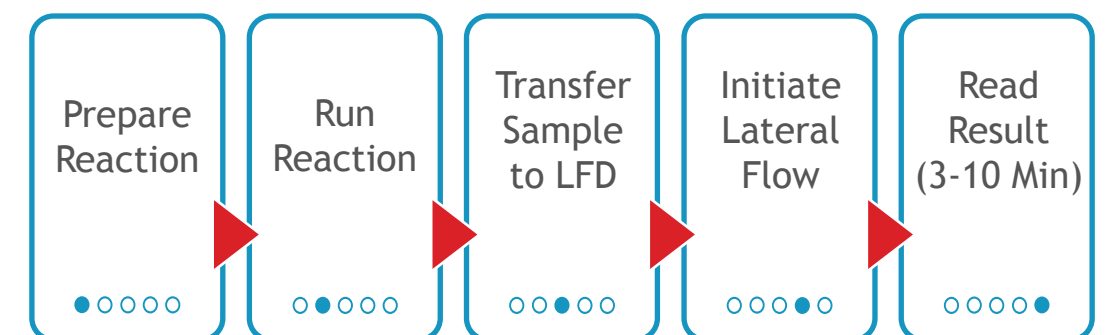 Prepare
Reaction
Run
Reaction
Transfer
Sample
to LFD
Initiate
Lateral
Flow
Read
Result
(3-10 Min)